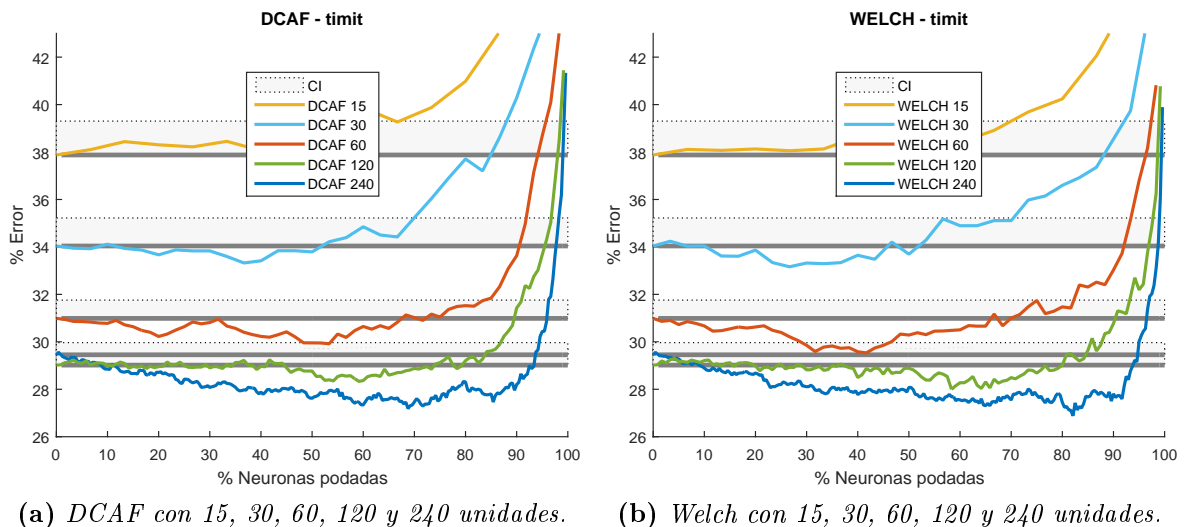 DCAF - timit
42
40
38
36
34
32
30
28
26
% Error
CI
DCAF 15
DCAF 30
DCAF 60
DCAF 120
DCAF 240
0 10 20 30 40 50 60 70 80 90 100
% Neuronas podadas
(a) DCAF con 15, 30, 60, 120 y 240 unidades.
WELCH - timit
42
40
38
36
34
32
30
28
26
% Error
CI
WELCH 15
WELCH 30
WELCH 60
WELCH 120
WELCH 240
0 10 20 30 40 50 60 70 80 90 100
% Neuronas podadas
(b) Welch con 15, 30, 60, 120 y 240 unidades.